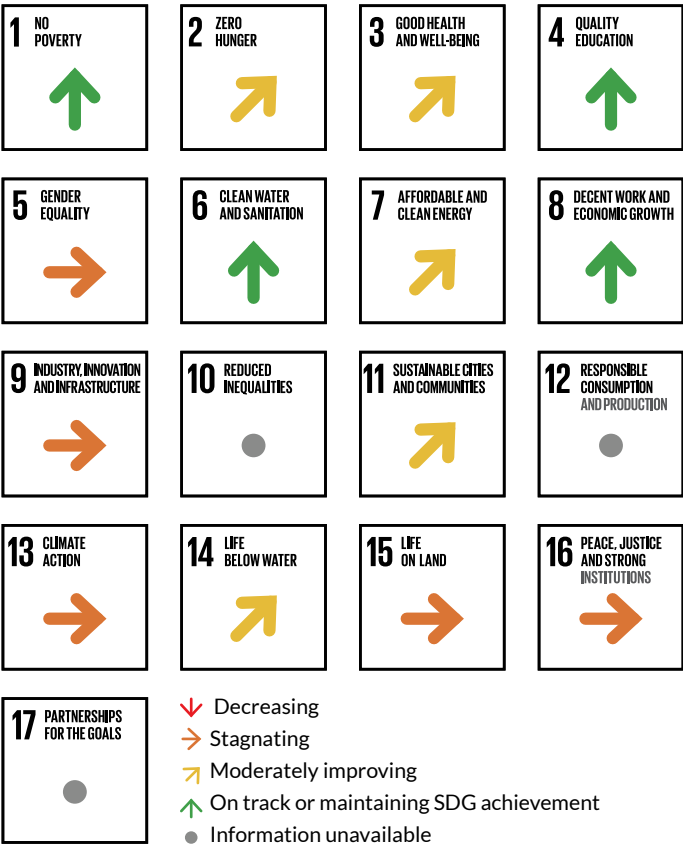 1 NO
POVERTY
2 ZERO
HUNGER
3 GOOD HEALTH
AND WELL-BEING
4 QUALITY
EDUCATION
5 GENDER
EQUALITY
6 CLEAN WATER
AND SANITATION
7 AFFORDABLE AND
CLEAN ENERGY
8 DECENT WORK AND
ECONOMIC GROWTH
9 INDUSTRY, INNOVATION
AND INFRASTRUCTURE
10 REDUCED
INEQUALITIES
11 SUSTAINABLE CITIES
AND COMMUNITIES
12 RESPONSIBLE
CONSUMPTION
AND PRODUCTION
13 CLIMATE
ACTION
14 LIFE
BELOW WATER
15 LIFE
ON LAND
16 PEACE, JUSTICE
AND STRONG
INSTITUTIONS
17 PARTNERSHIPS
FOR THE GOALS
Decreasing
Stagnating
Moderately improving
On track or maintaining SDG achievement
Information unavailable